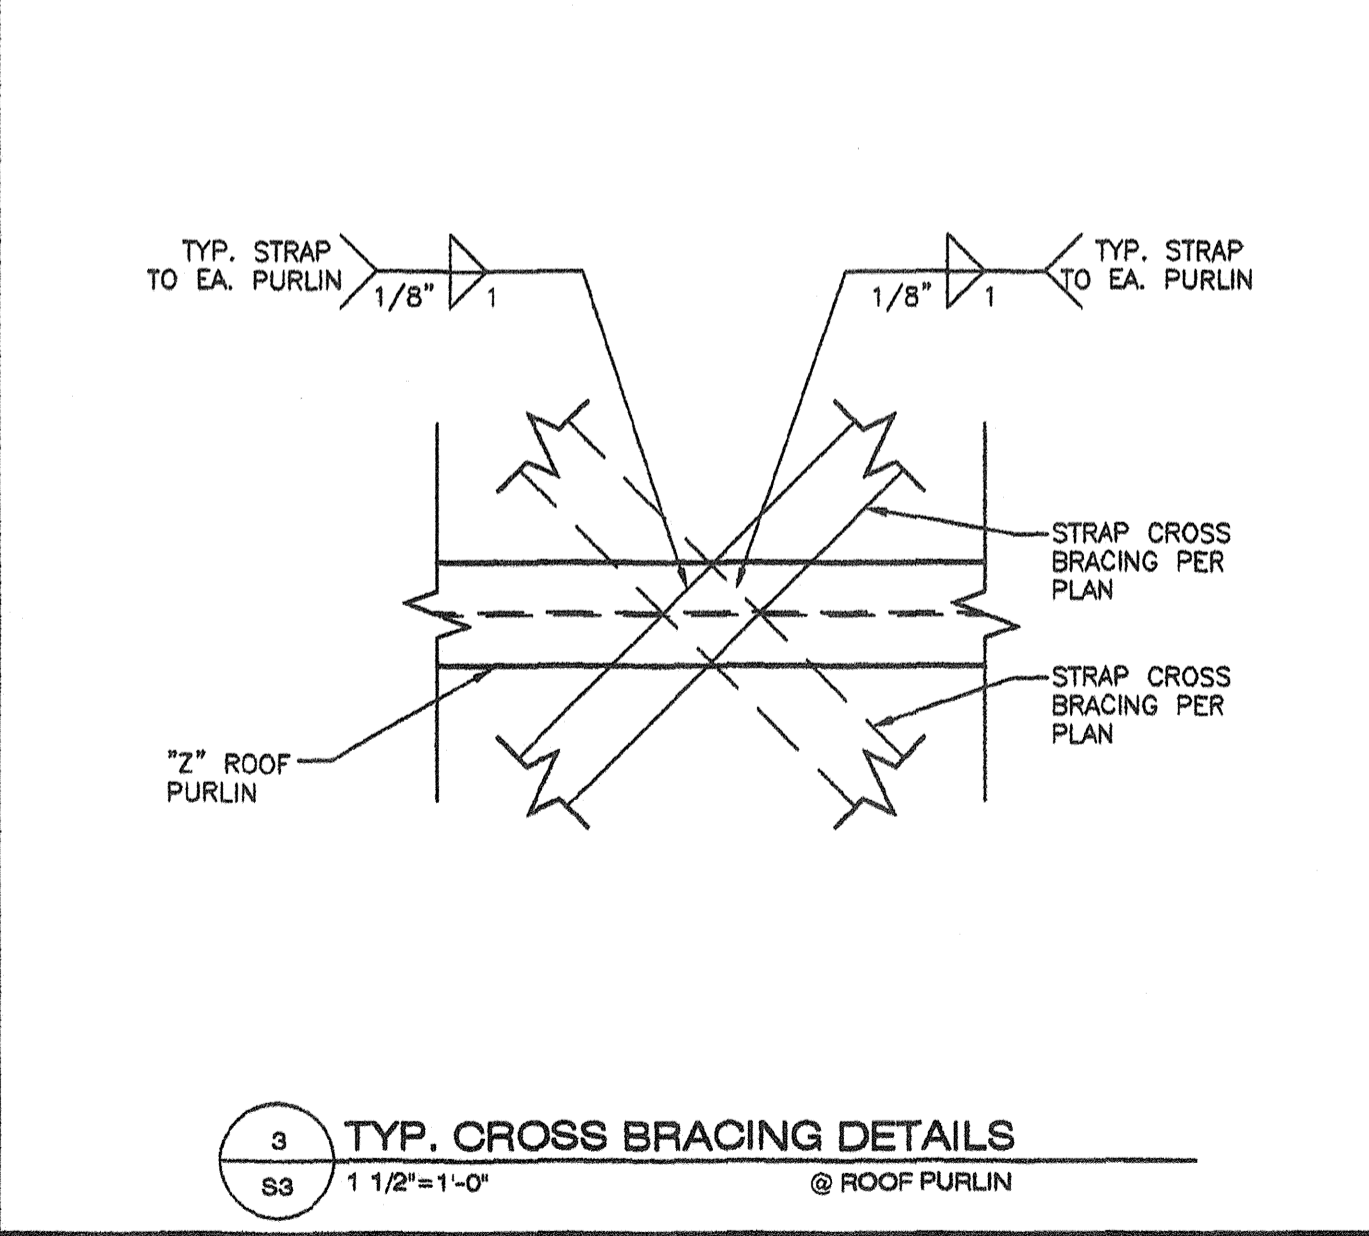 TYP. STRAP
TO EA. PURLIN
1/8"
1
TYP. STRAP
TO EA. PURLIN
1/8"
1
STRAP CROSS
BRACING PER
PLAN
STRAP CROSS
BRACING PER
PLAN
"Z" ROOF
PURLIN
3
S3
TYP. CROSS BRACING DETAILS
1 1/2"=1'-0"
@ ROOF PURLIN